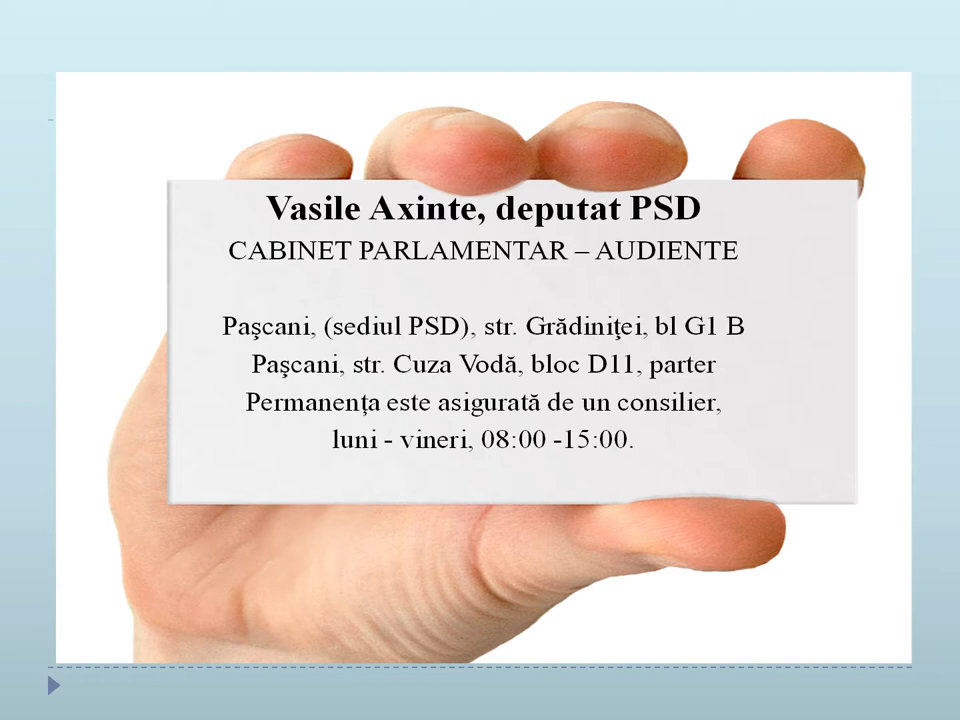 Vasile Axinte, deputat PSD
CABINET PARLAMENTAR – AUDIENTE
Paşcani, (sediul PSD), str. Grădiniţei, bl G1 B
Paşcani, str. Cuza Vodă, bloc D11, parter
Permanența este asigurată de un consilier,
luni - vineri, 08:00 -15:00.